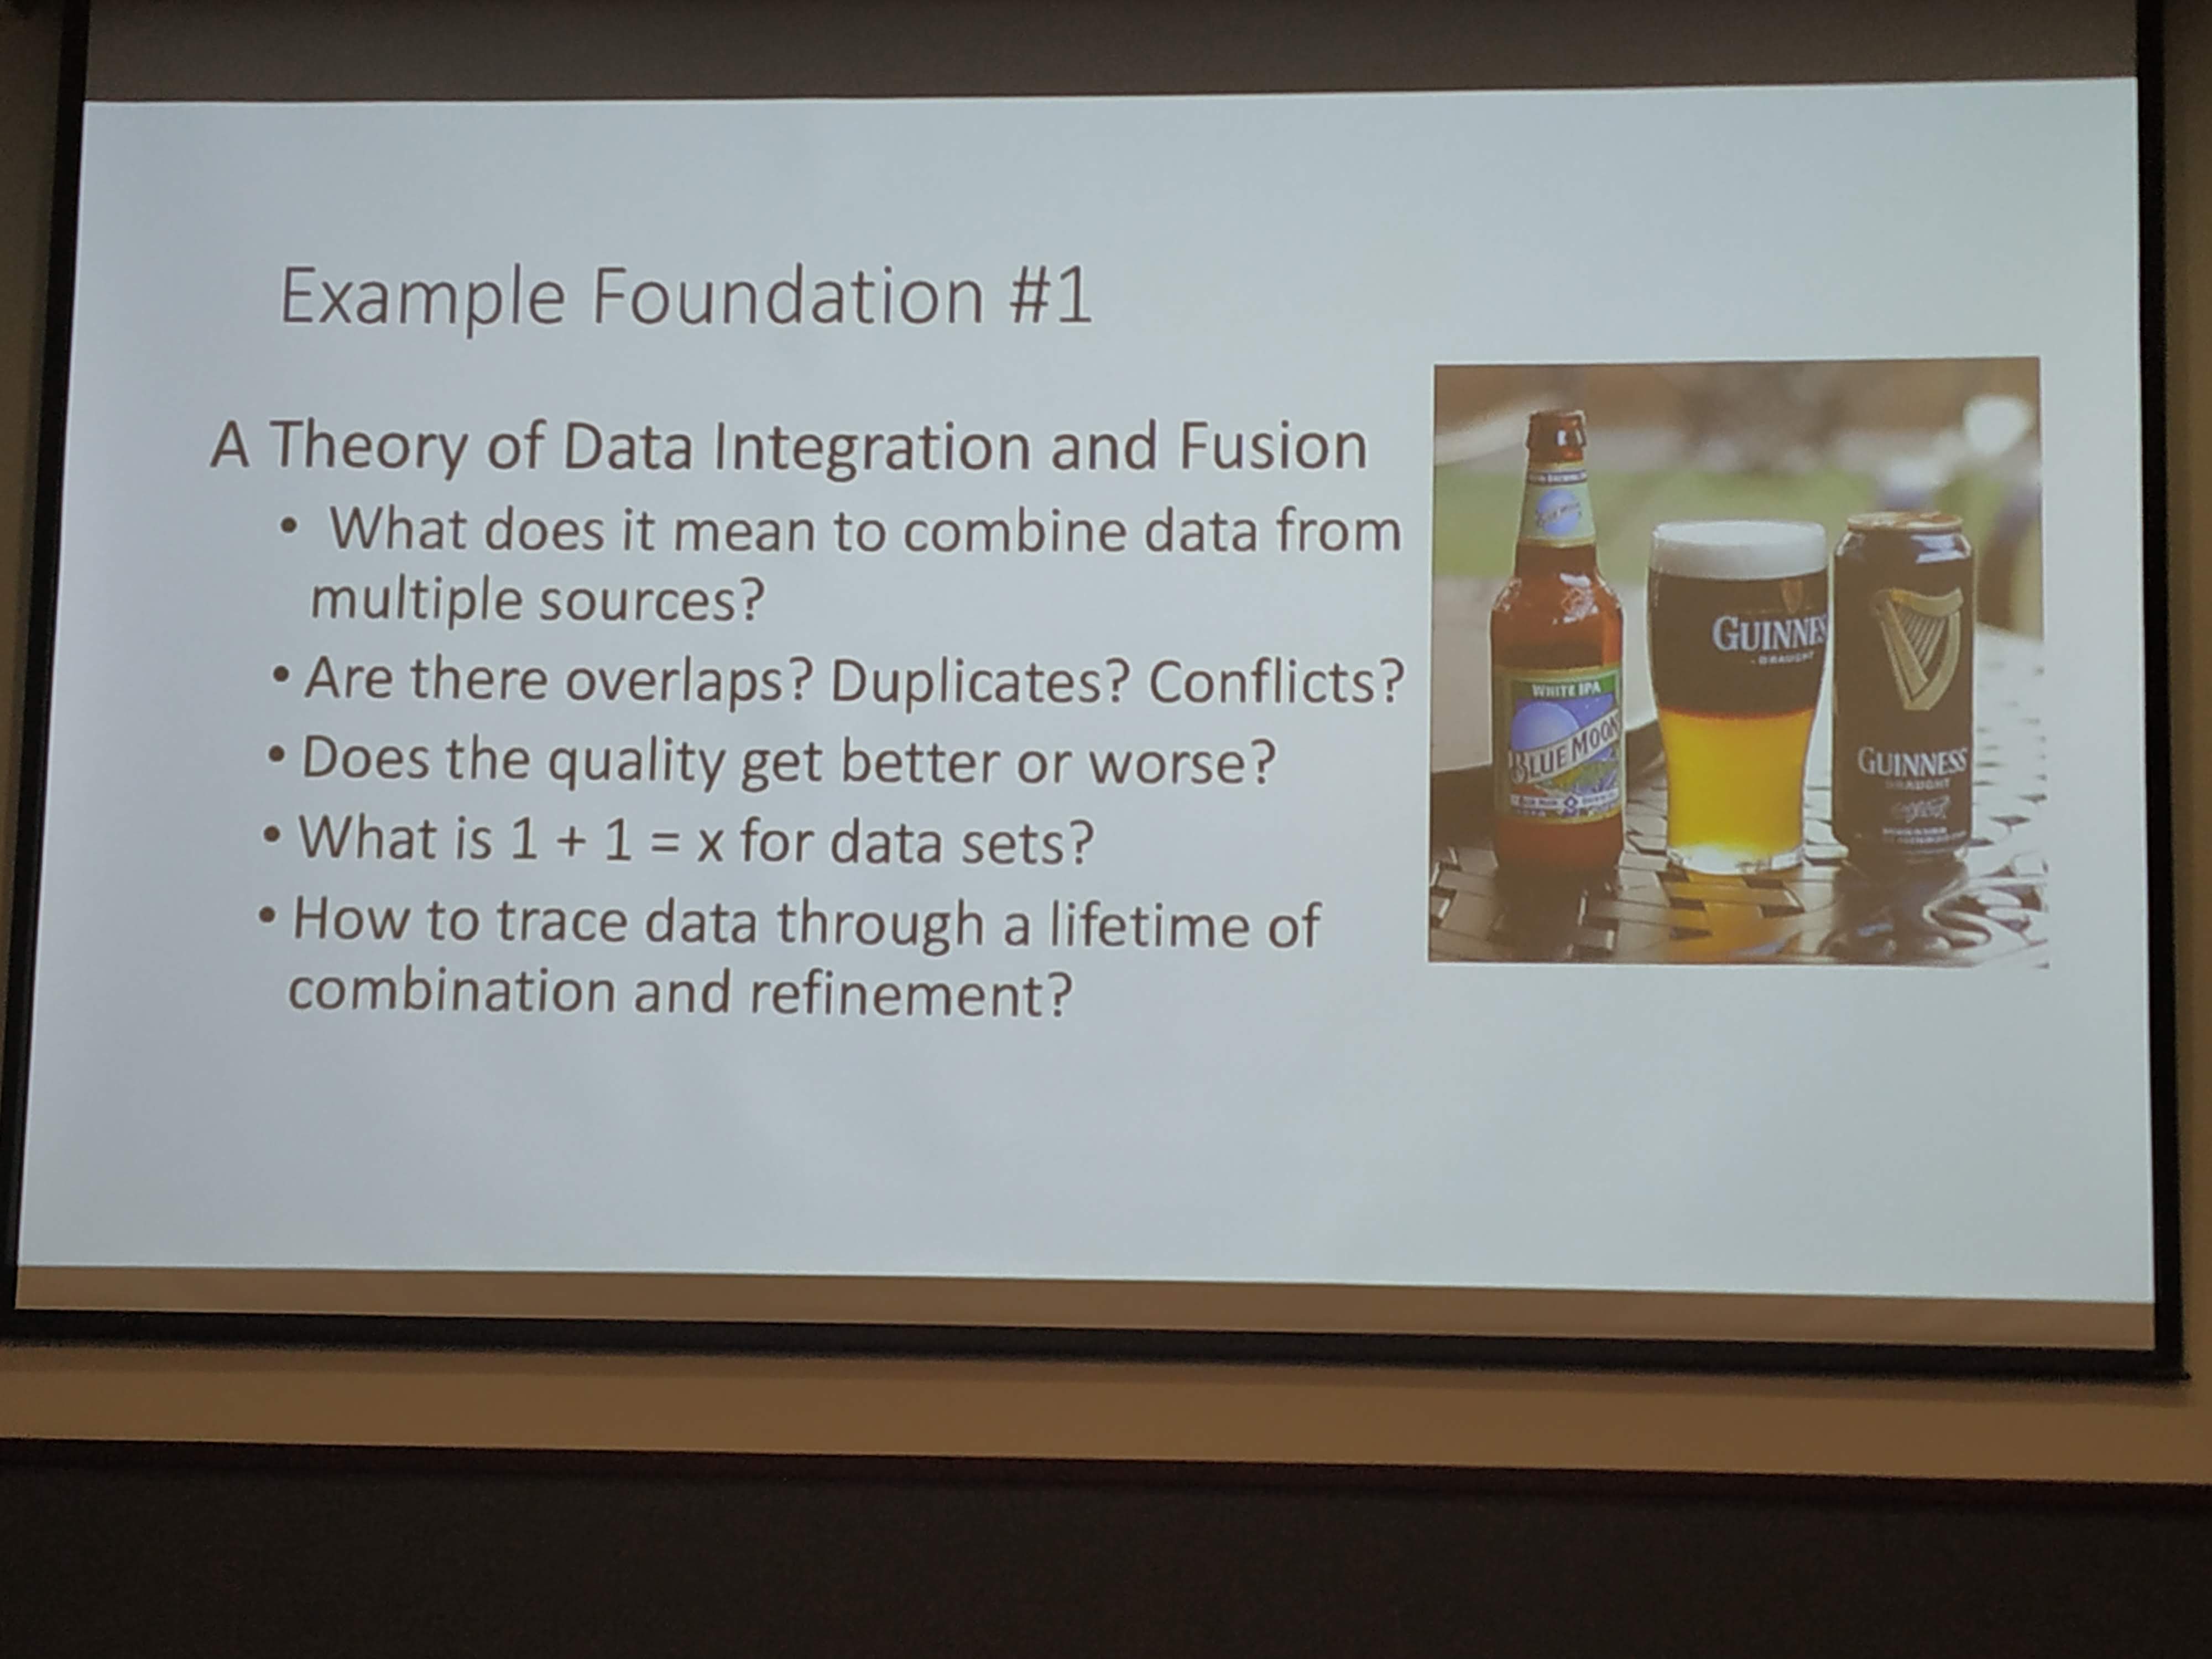 Example Foundation #1
A Theory of Data Integration and Fusion
• What does it mean to combine data from
multiple sources?
• Are there overlaps? Duplicates? Conflicts?
• Does the quality get better or worse?
• What is 1 + 1 = x for data sets?
• How to trace data through a lifetime of
combination and refinement?
WHITE IPA
BLUE MOON
GUINNES
DRAUGHT
GUINNESS
DRAUGHT